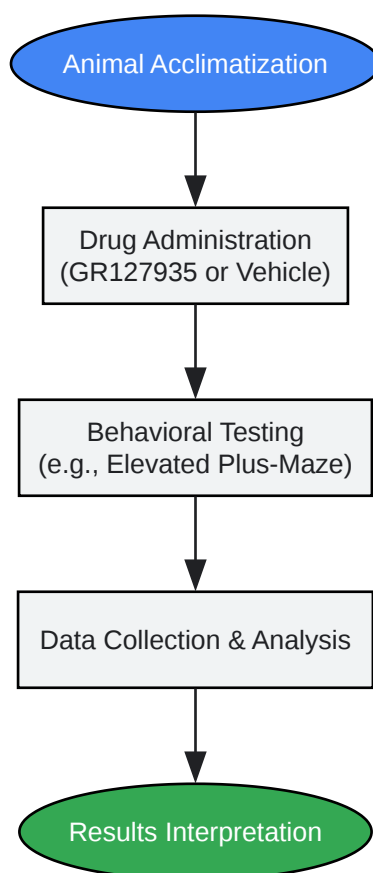 Animal Acclimatization
Drug Administration
(GR127935 or Vehicle)
Behavioral Testing
(e.g., Elevated Plus-Maze)
Data Collection & Analysis
Results Interpretation